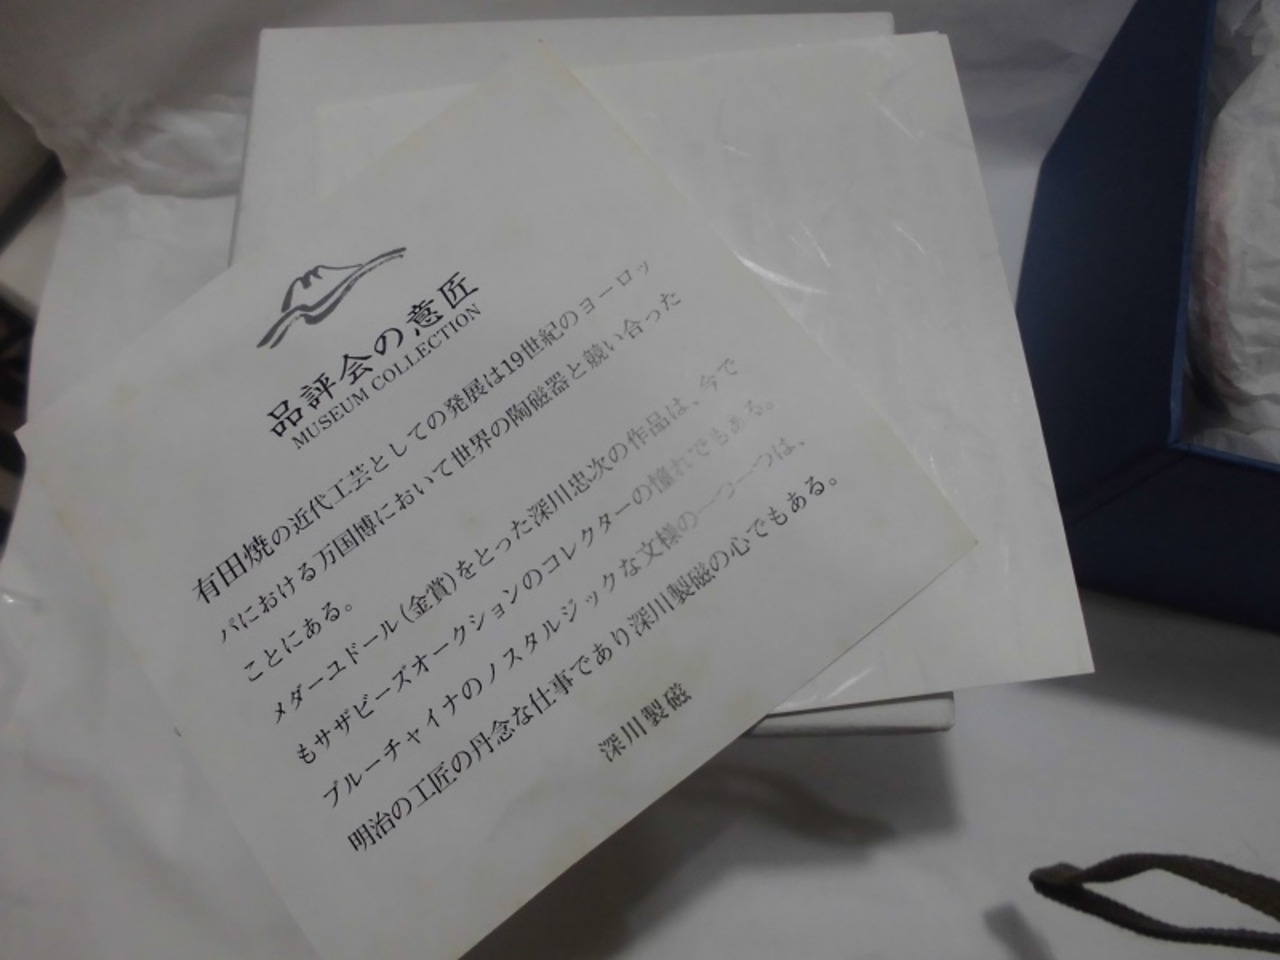 品評会の意匠
MUSEUM COLLECTION
有田焼の近代工芸としての発展は19世紀のヨーロッ
パにおける万国博において世界の陶磁器と競い合った
ことにある。
メダーユドール(金賞)をとった深川忠次の作品は、今で
もサザビーズオークションのコレクターの憧れでもある。
ブルーチャイナのノスタルジックな文様の一つ一つは、
明治の工匠の丹念な仕事であり深川製磁の心でもある。
深川製磁